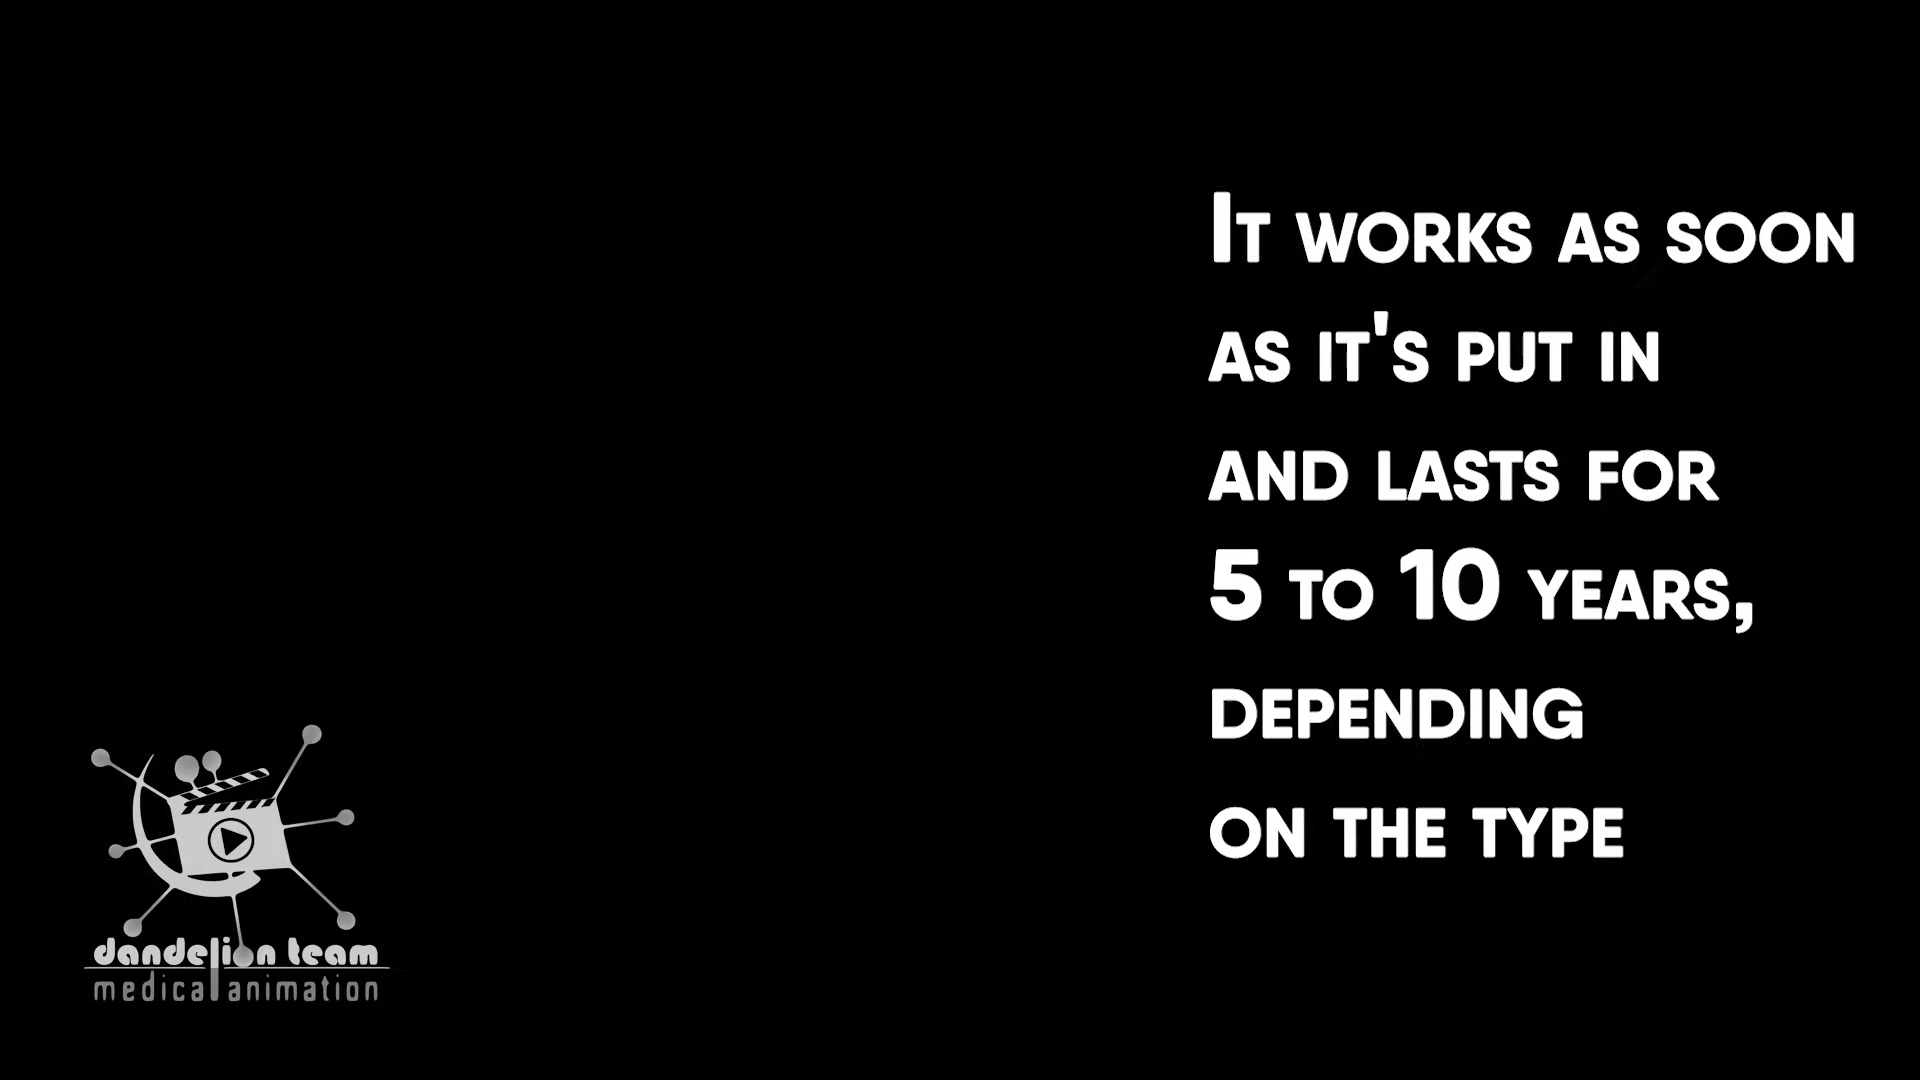 It works as soon
as it's put in
and lasts for
5 to 10 years,
depending
on the type
dandelion team
medical animation